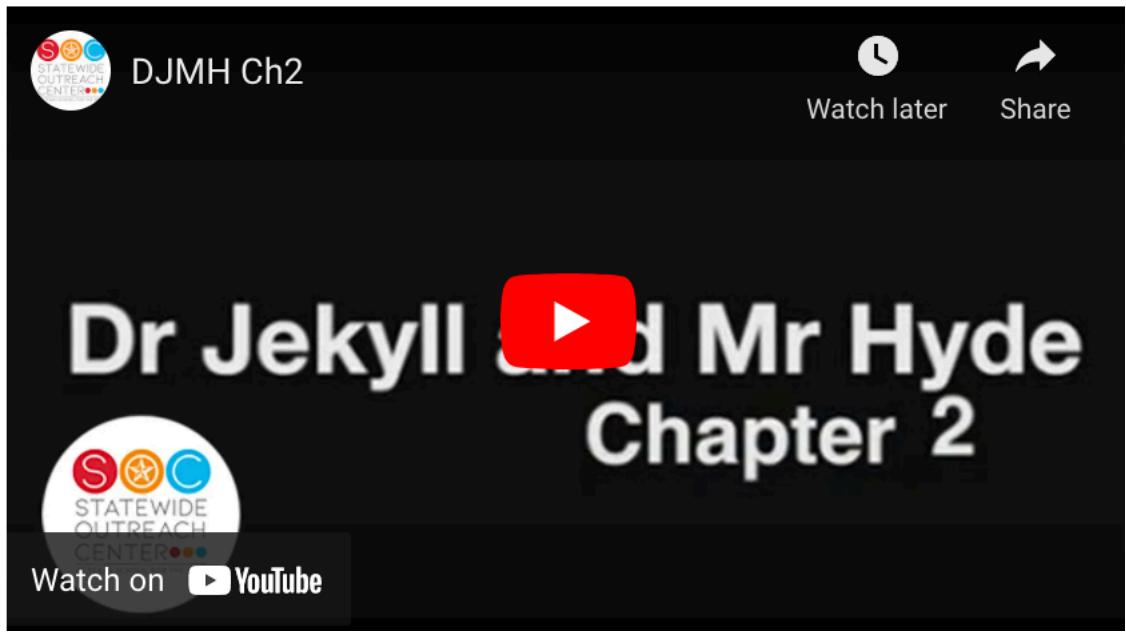 SOC
STATEWIDE
OUTREACH
CENTER
DJMH Ch2
Watch later
Share
Dr Jekyll and Mr Hyde
Chapter 2
SOC
STATEWIDE
OUTREACH
CENTER
Watch on YouTube